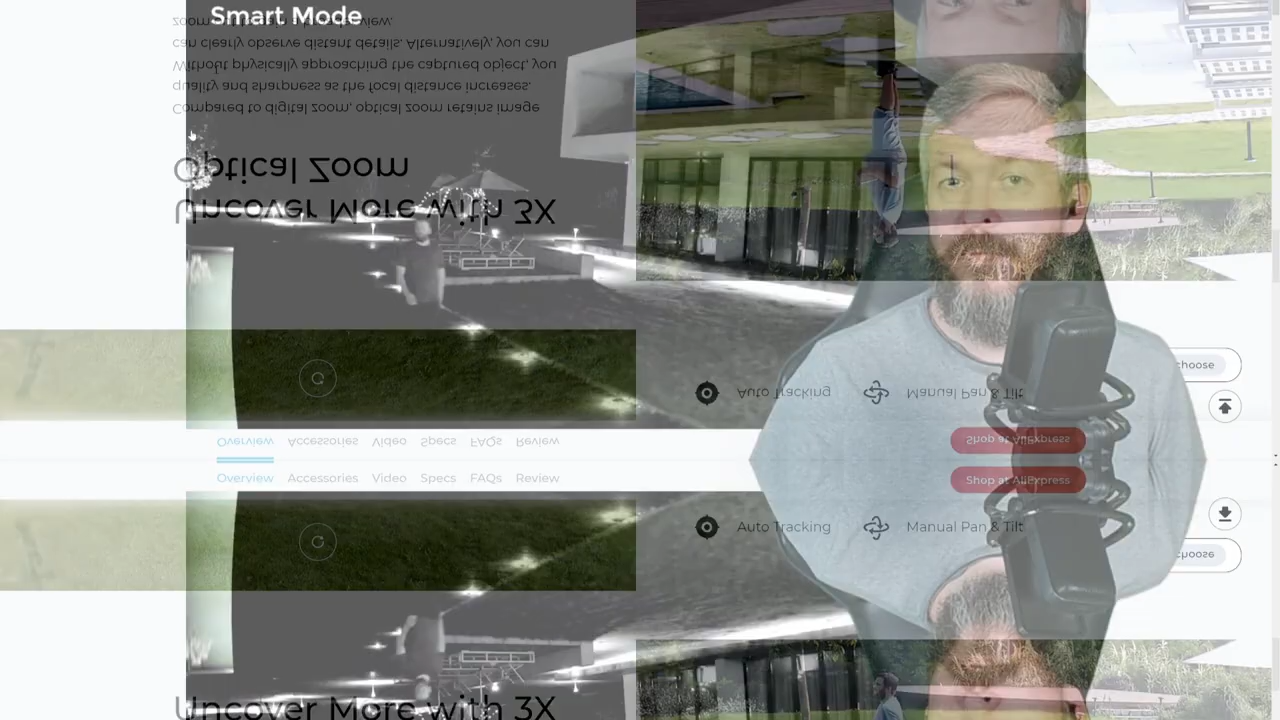 Smart Mode
can clearly observe distant details. Alternatively, you can
Without physically approaching the captured object, you
quality and sharpness as the focal distance increases.
Compared to digital zoom, optical zoom retains image
Optical Zoom
Uncover More with 3X
choose
Auto Tracking Manual Pan & Tilt
Overview Accessories Video Specs FAQs Review Shop at AliExpress
Overview Accessories Video Specs FAQs Review Shop at AliExpress
Auto Tracking Manual Pan & Tilt
choose
Uncover More with 3X